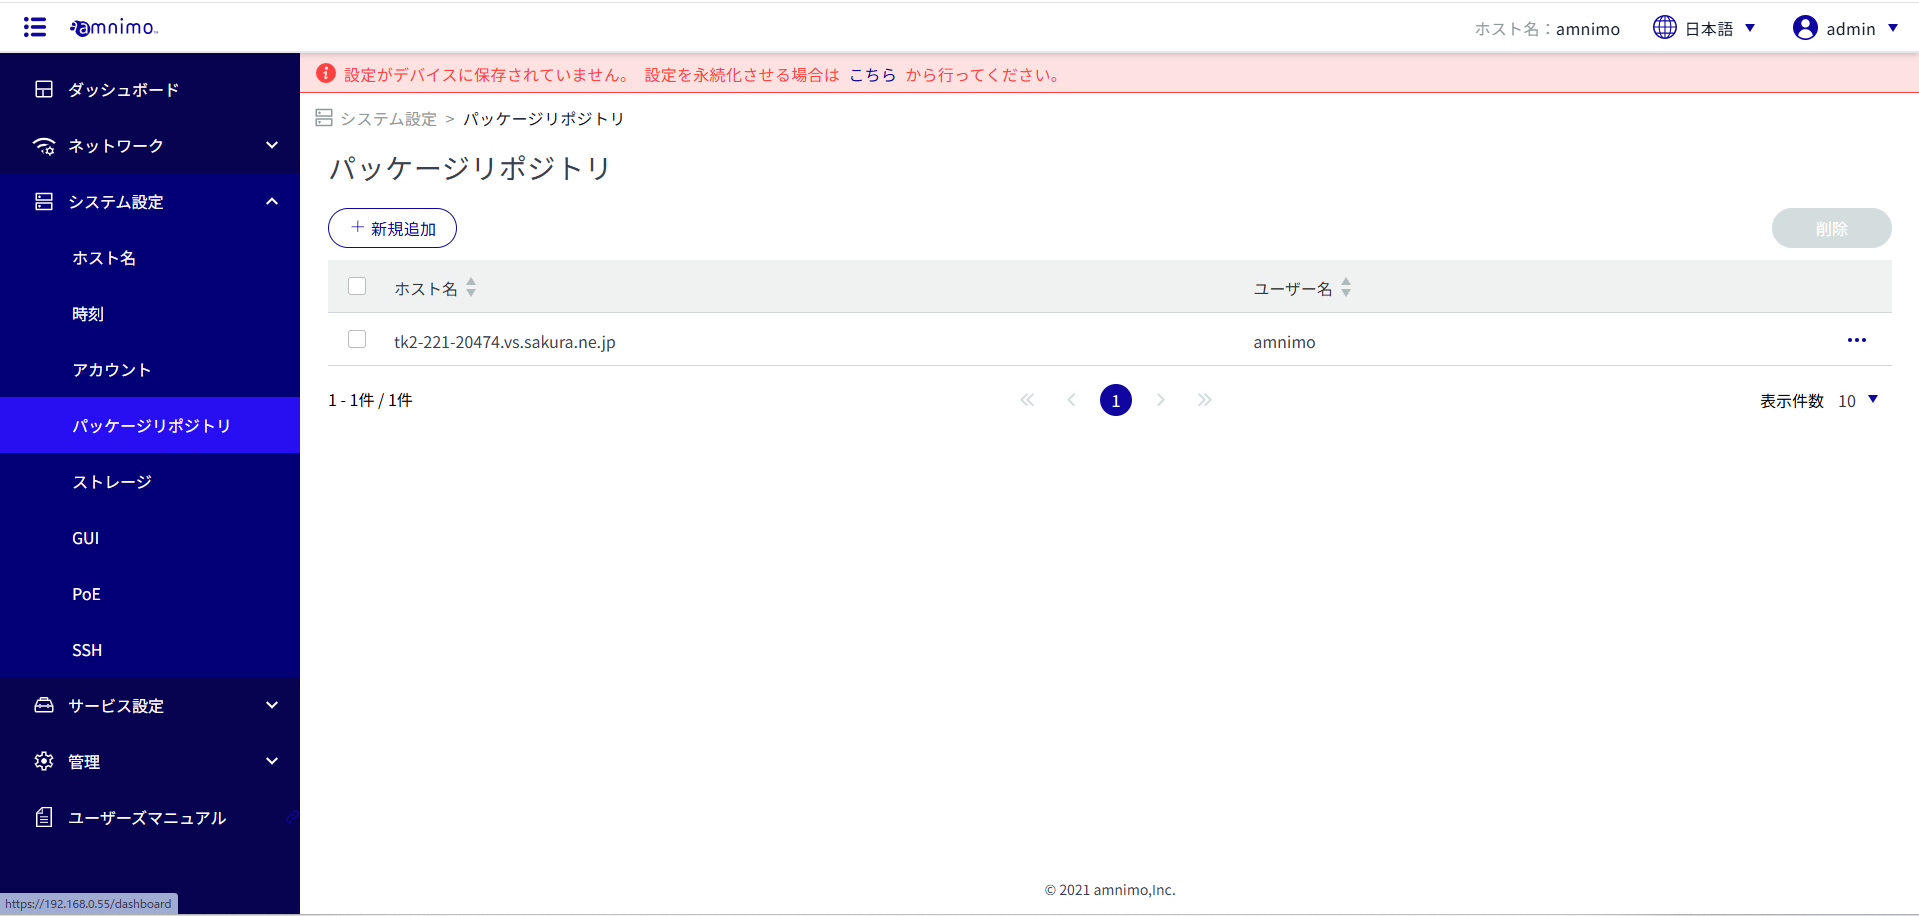 amnimo
ホスト名：amnimo
日本語
admin
ダッシュボード
ネットワーク
システム設定
ホスト名
時刻
アカウント
パッケージリポジトリ
ストレージ
GUI
PoE
SSH
サービス設定
管理
ユーザーズマニュアル
https://192.168.0.55/dashboard
設定がデバイスに保存されていません。 設定を永続化させる場合は こちら から行ってください。
システム設定 > パッケージリポジトリ
パッケージリポジトリ
+ 新規追加
削除
ホスト名 ユーザー名
tk2-221-20474.vs.sakura.ne.jp amnimo ...
1 - 1件 / 1件
« ‹ 1 › »
表示件数 10
© 2021 amnimo,Inc.